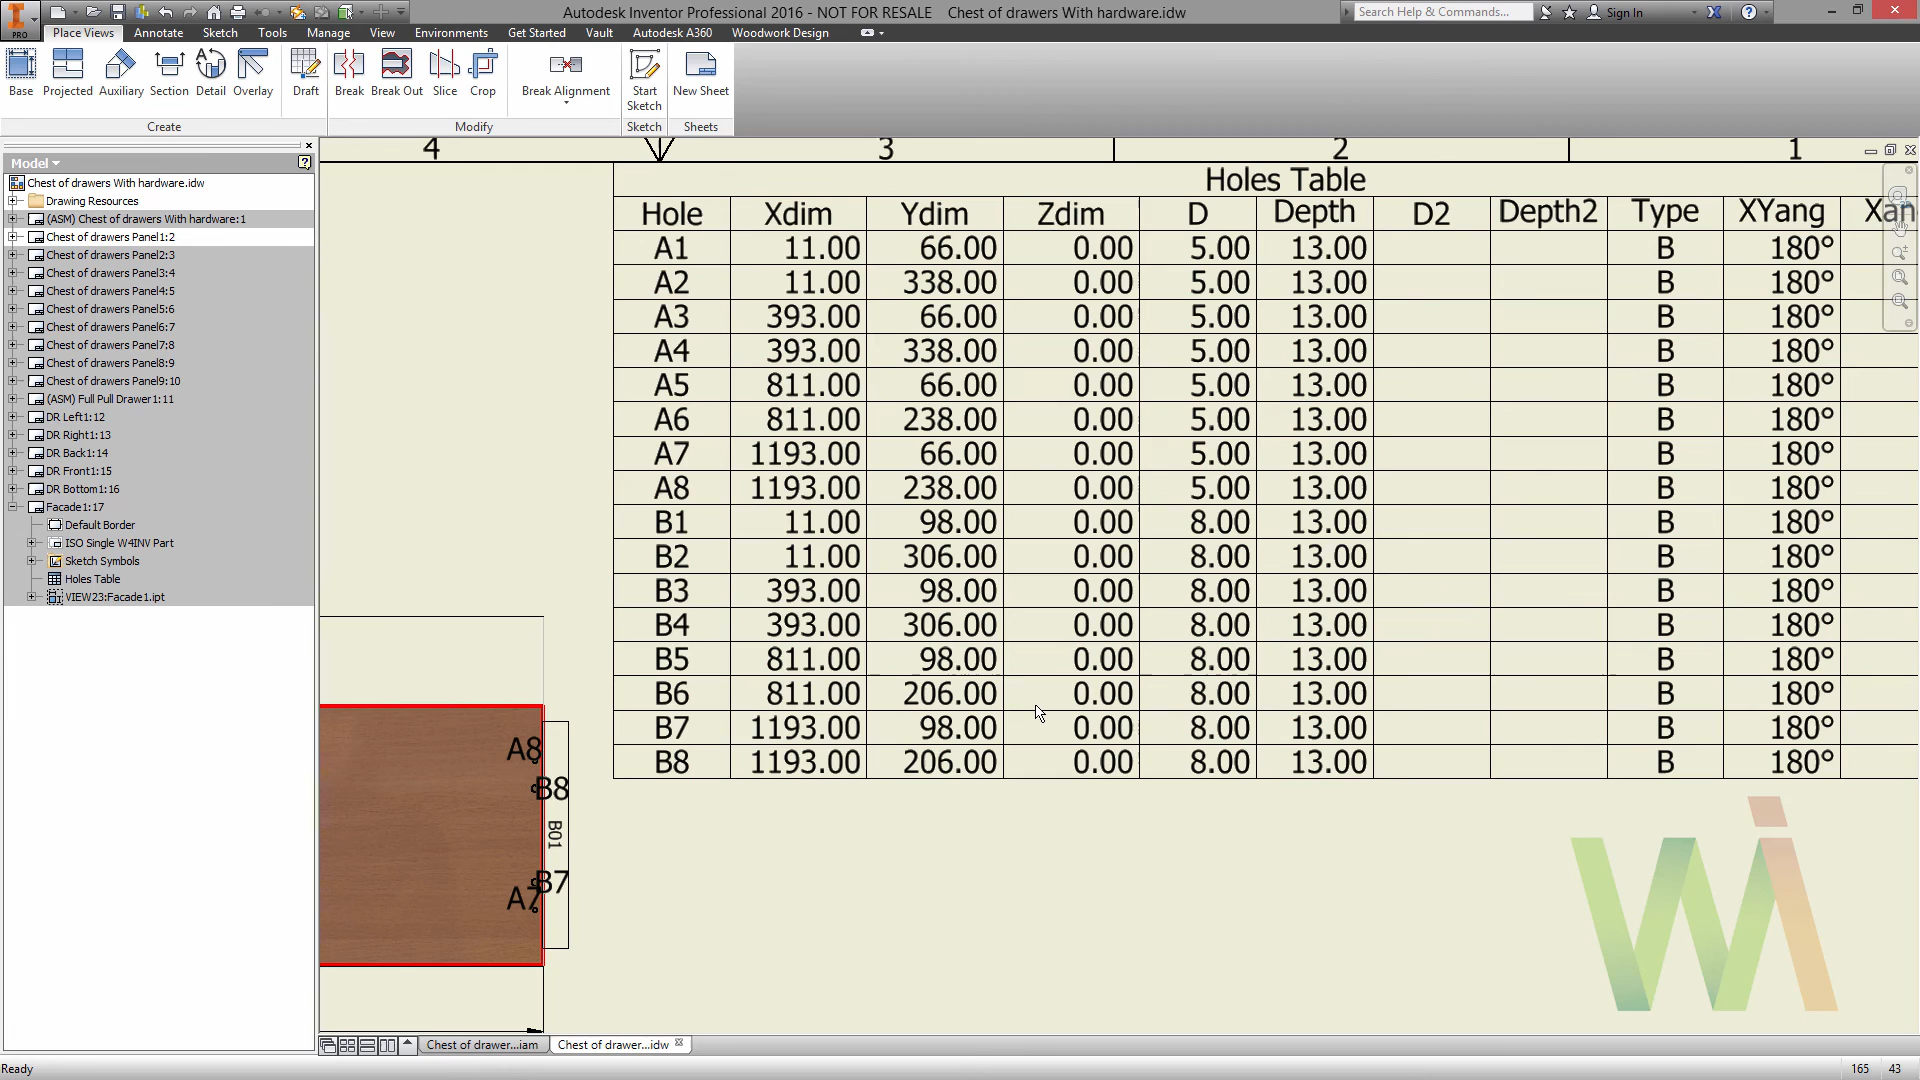 Autodesk Inventor Professional 2016 - NOT FOR RESALE Chest of drawers With hardware.idw
Search Help & Commands...
Sign In
PRO
Place Views Annotate Sketch Tools Manage View Environments Get Started Vault Autodesk A360 Woodwork Design
Base Projected Auxiliary Section Detail Overlay Draft Break Break Out Slice Crop Break Alignment Start Sketch New Sheet
Create Modify Sketch Sheets
Model
Chest of drawers With hardware.idw
Drawing Resources
(ASM) Chest of drawers With hardware:1
Chest of drawers Panel1:2
Chest of drawers Panel2:3
Chest of drawers Panel3:4
Chest of drawers Panel4:5
Chest of drawers Panel5:6
Chest of drawers Panel6:7
Chest of drawers Panel7:8
Chest of drawers Panel8:9
Chest of drawers Panel9:10
(ASM) Full Pull Drawer1:11
DR Left1:12
DR Right1:13
DR Back1:14
DR Front1:15
DR Bottom1:16
Facade1:17
Default Border
ISO Single W4INV Part
Sketch Symbols
Holes Table
VIEW23:Facade1.ipt
4 3 2 1
Holes Table
Hole Xdim Ydim Zdim D Depth D2 Depth2 Type XYang Xan
A1 11.00 66.00 0.00 5.00 13.00 B 180°
A2 11.00 338.00 0.00 5.00 13.00 B 180°
A3 393.00 66.00 0.00 5.00 13.00 B 180°
A4 393.00 338.00 0.00 5.00 13.00 B 180°
A5 811.00 66.00 0.00 5.00 13.00 B 180°
A6 811.00 238.00 0.00 5.00 13.00 B 180°
A7 1193.00 66.00 0.00 5.00 13.00 B 180°
A8 1193.00 238.00 0.00 5.00 13.00 B 180°
B1 11.00 98.00 0.00 8.00 13.00 B 180°
B2 11.00 306.00 0.00 8.00 13.00 B 180°
B3 393.00 98.00 0.00 8.00 13.00 B 180°
B4 393.00 306.00 0.00 8.00 13.00 B 180°
B5 811.00 98.00 0.00 8.00 13.00 B 180°
B6 811.00 206.00 0.00 8.00 13.00 B 180°
B7 1193.00 98.00 0.00 8.00 13.00 B 180°
B8 1193.00 206.00 0.00 8.00 13.00 B 180°
A8
B8
B01
B7
A7
Chest of drawer...iam Chest of drawer...idw
Ready
165 43